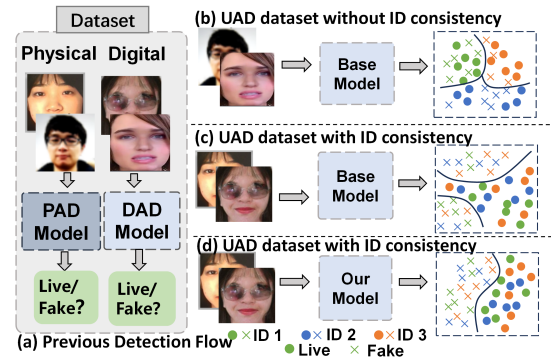 Dataset
Physical Digital
PAD
Model
DAD
Model
Live/
Fake?
Live/
Fake?
(a) Previous Detection Flow
(b) UAD dataset without ID consistency
Base
Model
(c) UAD dataset with ID consistency
Base
Model
(d) UAD dataset with ID consistency
Our
Model
ID 1 ID 2 ID 3
Live Fake